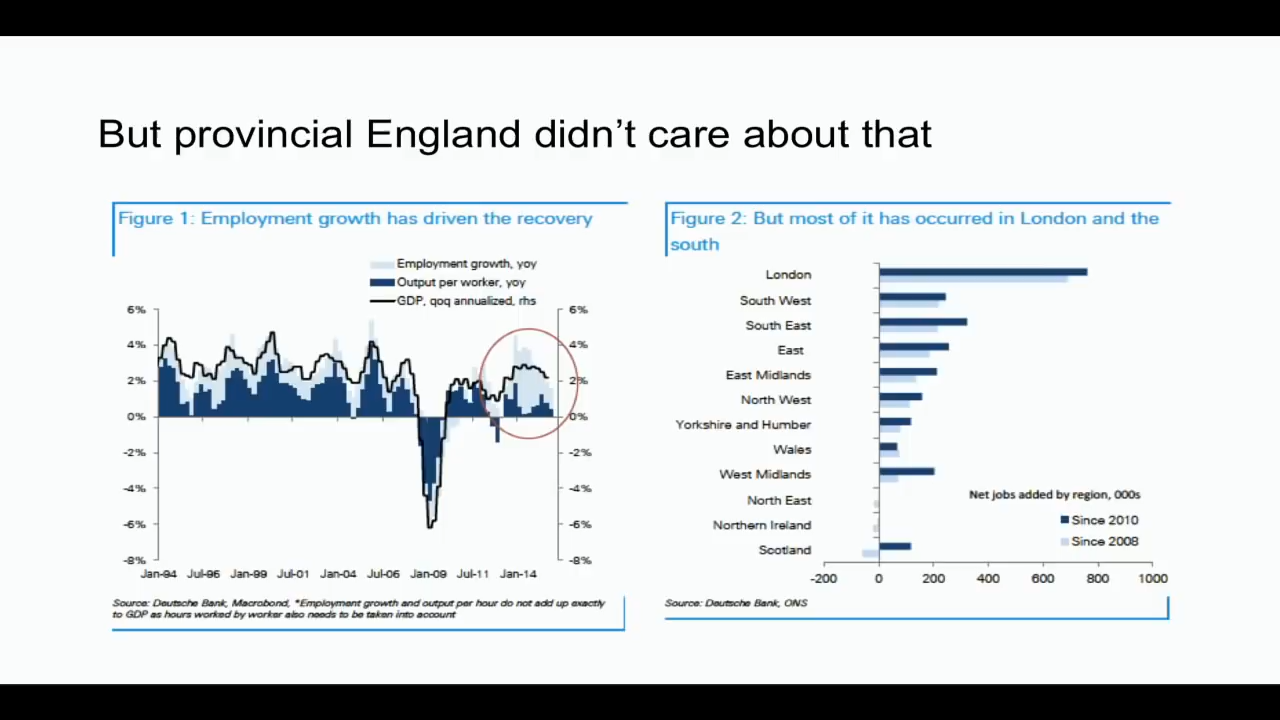 But provincial England didn’t care about that
Figure 1: Employment growth has driven the recovery
Employment growth, yoy
Output per worker, yoy
GDP, qoq annualized, rhs
6%
4%
2%
0%
-2%
-4%
-6%
-8%
6%
4%
2%
0%
-2%
-4%
-6%
-8%
Jan-94 Jul-96 Jan-99 Jul-01 Jan-04 Jul-06 Jan-09 Jul-11 Jan-14
Source: Deutsche Bank, Macrobond, *Employment growth and output per hour do not add up exactly
to GDP as hours worked by worker also needs to be taken into account
Figure 2: But most of it has occurred in London and the
south
London
South West
South East
East
East Midlands
North West
Yorkshire and Humber
Wales
West Midlands
North East
Northern Ireland
Scotland
Net jobs added by region, 000s
Since 2010
Since 2008
-200 0 200 400 600 800 1000
Source: Deutsche Bank, ONS